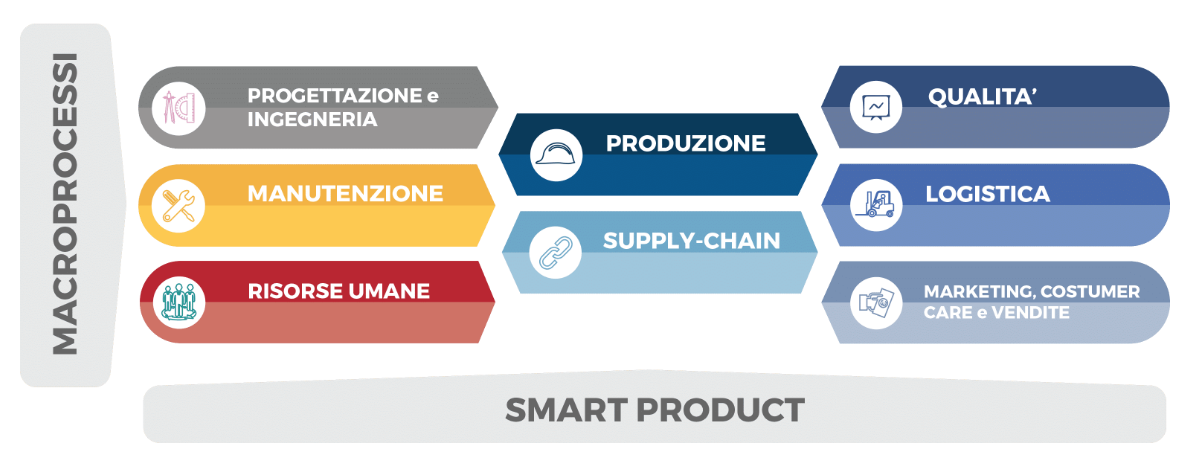 MACROPROCESSI
PROGETTAZIONE e
INGEGNERIA
MANUTENZIONE
RISORSE UMANE
PRODUZIONE
SUPPLY-CHAIN
QUALITA’
LOGISTICA
MARKETING, COSTUMER
CARE e VENDITE
SMART PRODUCT